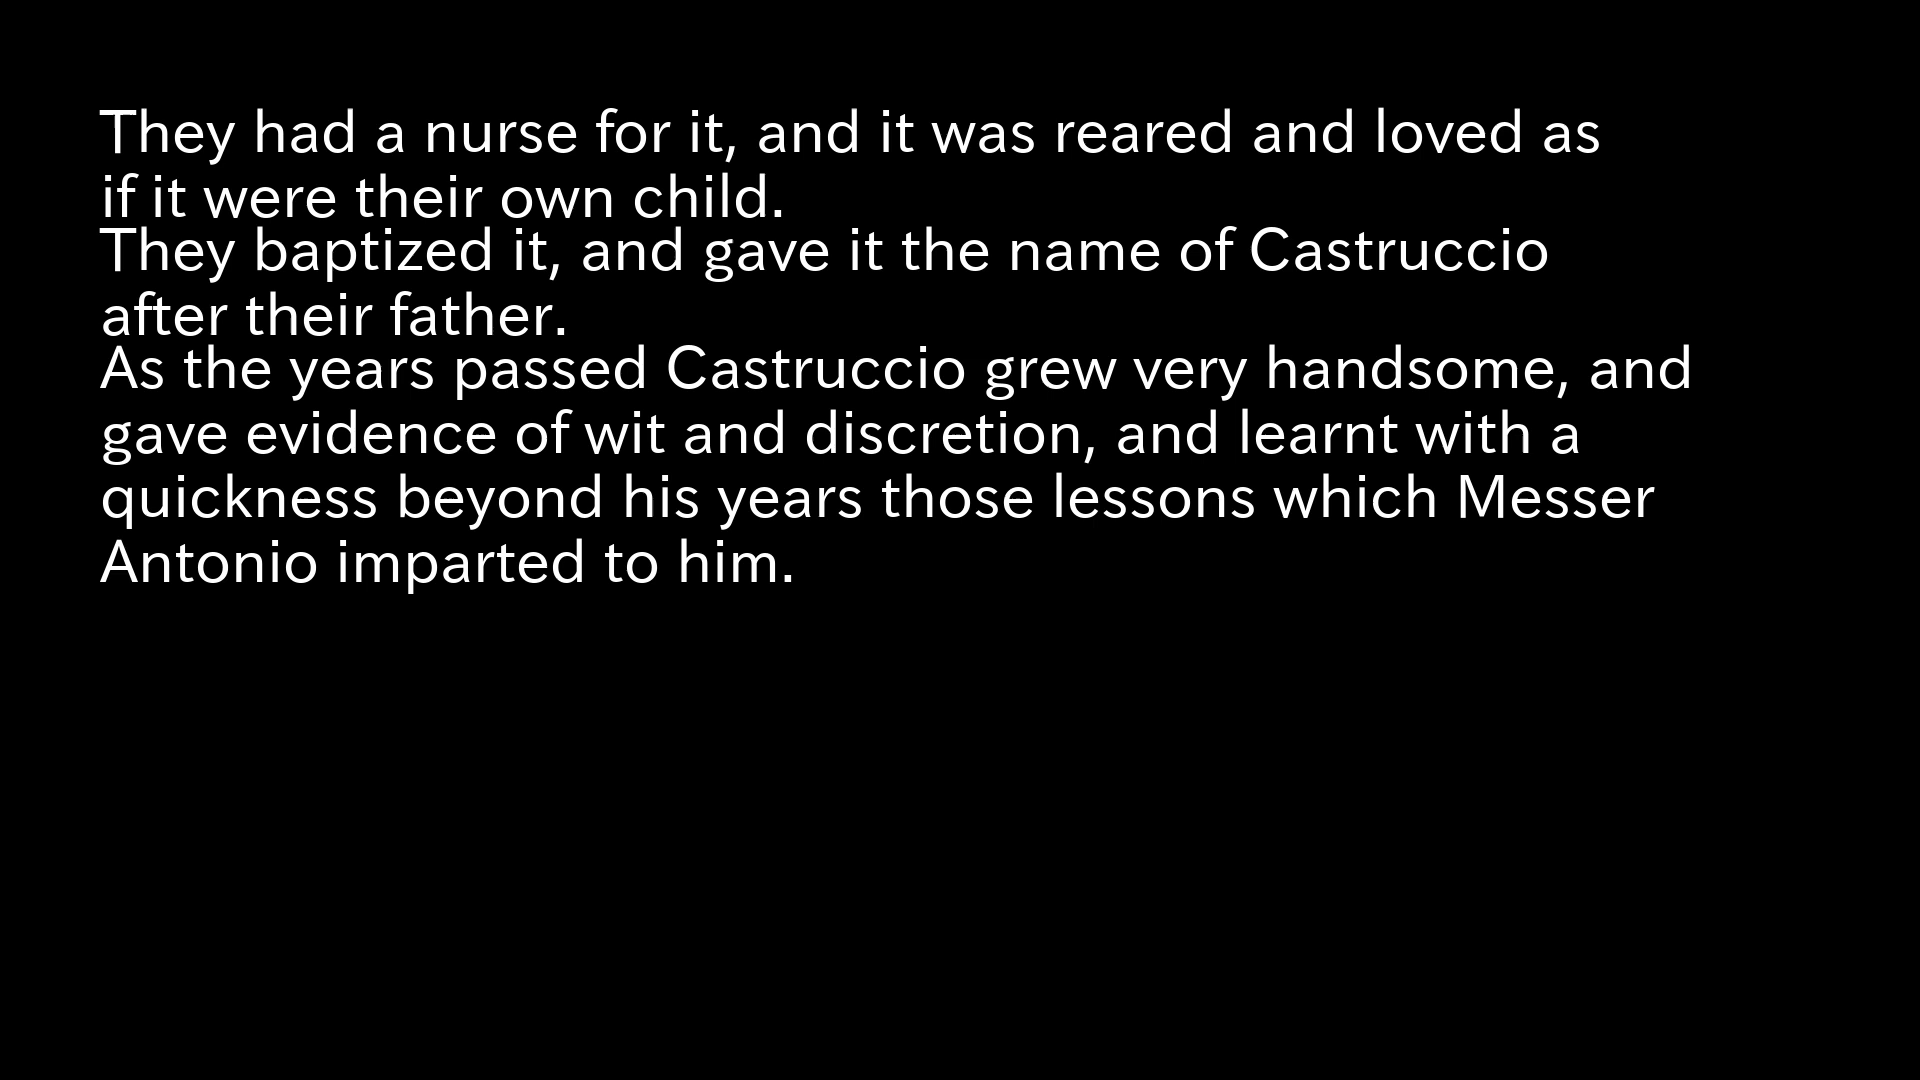 They had a nurse for it, and it was reared and loved as
if it were their own child.
They baptized it, and gave it the name of Castruccio
after their father.
As the years passed Castruccio grew very handsome, and
gave evidence of wit and discretion, and learnt with a
quickness beyond his years those lessons which Messer
Antonio imparted to him.